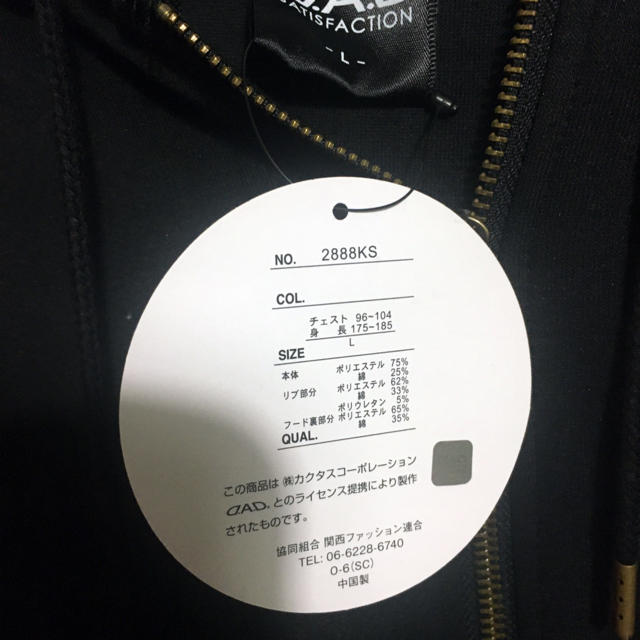 SATISFACTION
- L -
NO. 2888KS
COL.
チェスト 96~104
身 長 175~185
SIZE L
本体 ポリエステル 75%
綿 25%
リブ部分 ポリエステル 62%
綿 33%
ポリウレタン 5%
フード裏部分 ポリエステル 65%
QUAL. 綿 35%
この商品は ㈱カクタスコーポレーション
DAD. とのライセンス提携により製作
されたものです。
協同組合 関西ファッション連合
TEL: 06-6228-6740
O-6(SC)
中国製